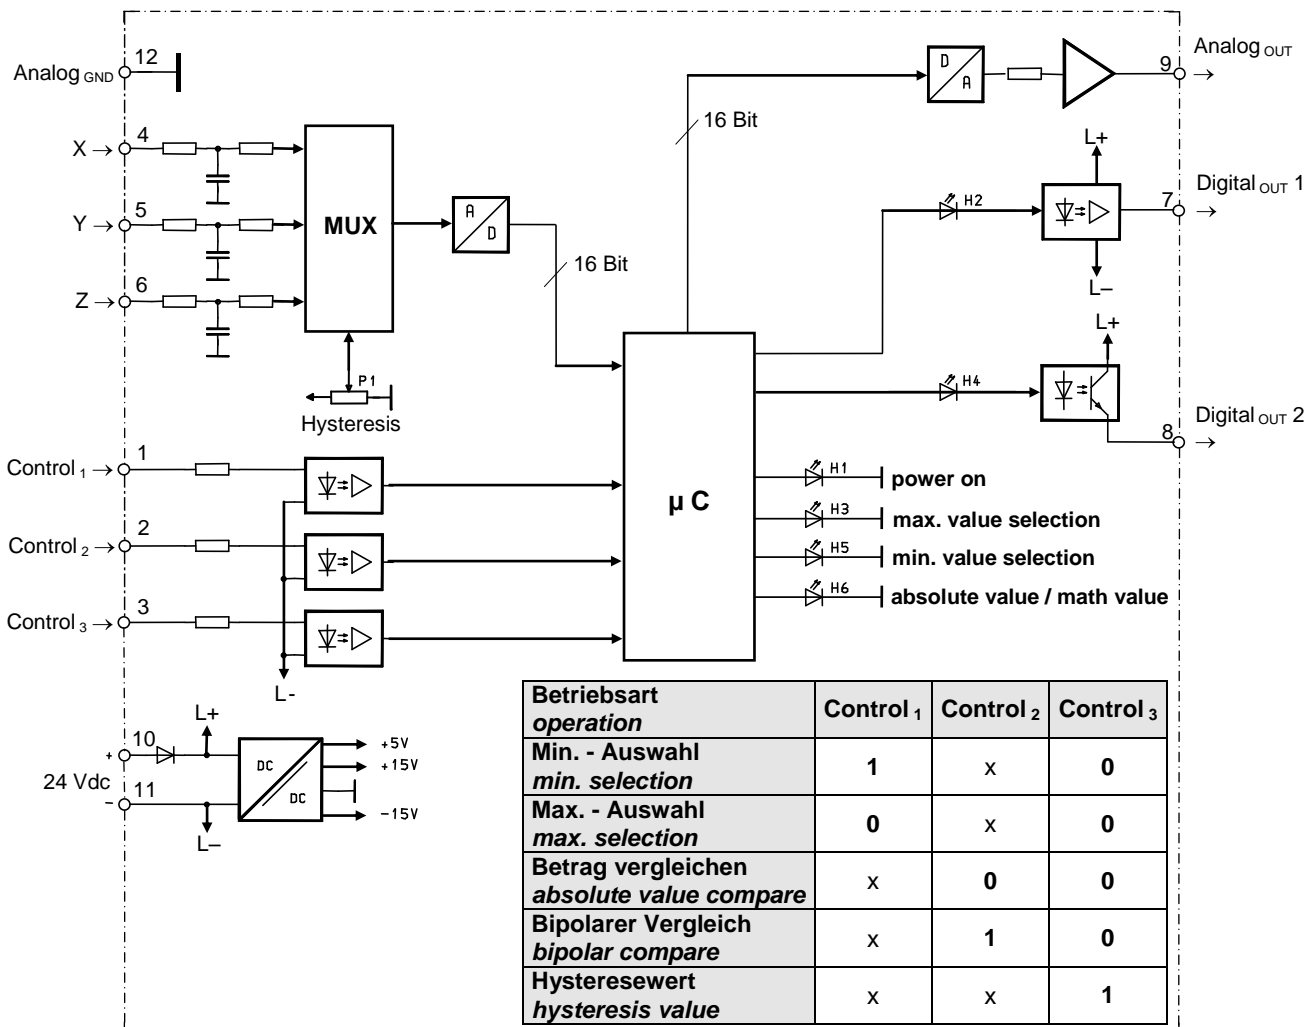 12
Analog GND
4
X →
5
Y →
6
Z →
MUX
A
D
16 Bit
P1
Hysteresis
16 Bit
D
A
9
Analog OUT
→
L+
H2
7
Digital OUT 1
→
L–
L+
H4
8
Digital OUT 2
→
µ C
H1
power on
H3
max. value selection
H5
min. value selection
H6
absolute value / math value
1
Control 1 →
2
Control 2 →
3
Control 3 →
L-
L+
10
+
24 Vdc
11
–
L–
DC
DC
+5V
+15V
–15V
Betriebsart Control 1 Control 2 Control 3
operation
Min. - Auswahl 1 x 0
min. selection
Max. - Auswahl 0 x 0
max. selection
Betrag vergleichen x 0 0
absolute value compare
Bipolarer Vergleich x 1 0
bipolar compare
Hysteresewert x x 1
hysteresis value